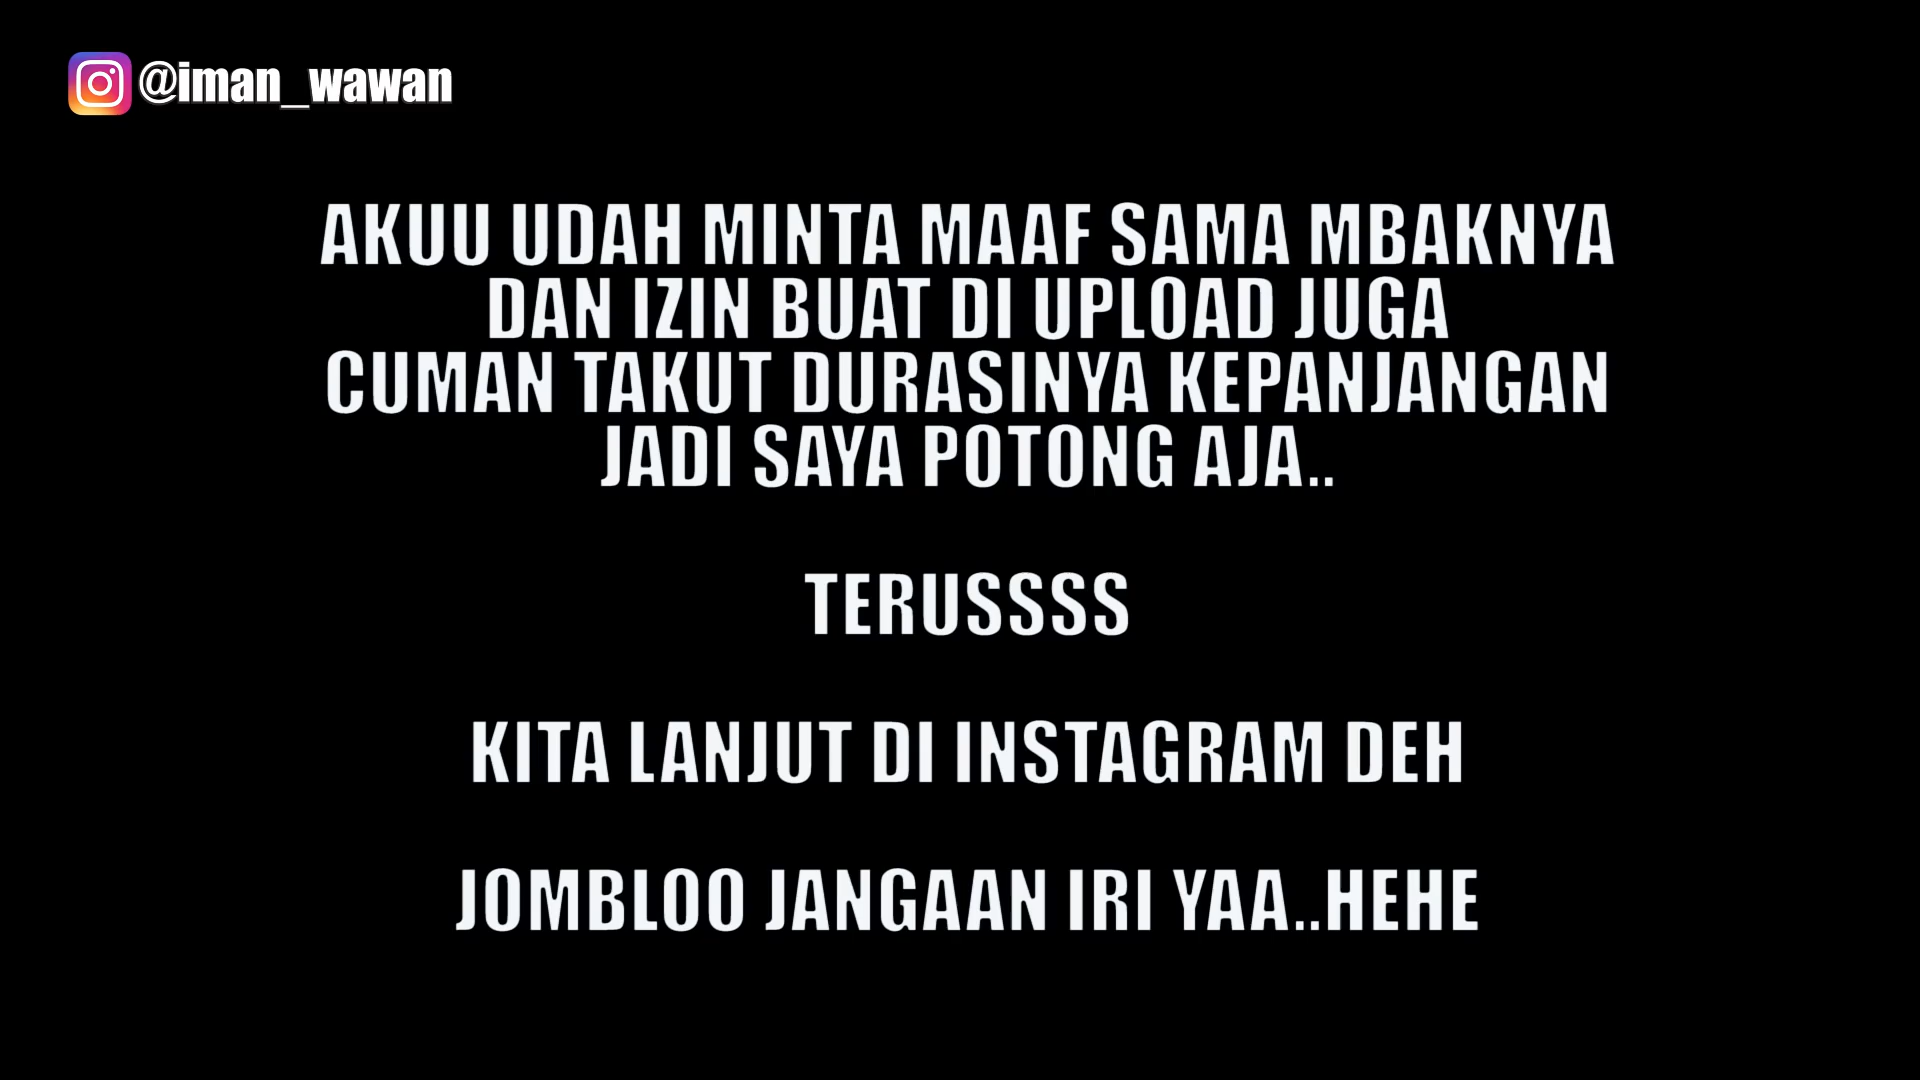 @iman_wawan
AKUU UDAH MINTA MAAF SAMA MBAKNYA
DAN IZIN BUAT DI UPLOAD JUGA
CUMAN TAKUT DURASINYA KEPANJANGAN
JADI SAYA POTONG AJA..
TERUSSSS
KITA LANJUT DI INSTAGRAM DEH
JOMBLOO JANGAAN IRI YAA..HEHE